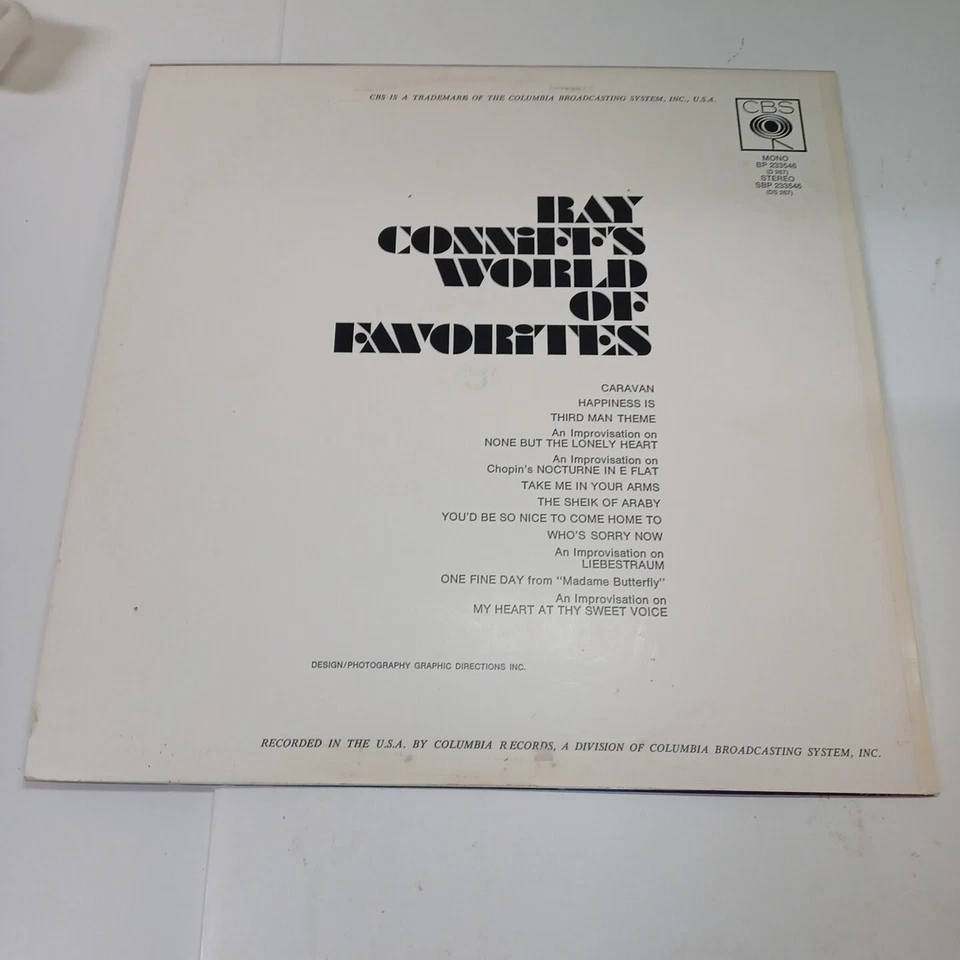 CBS IS A TRADEMARK OF THE COLUMBIA BROADCASTING SYSTEM, INC., U.S.A.
CBS
MONO
BP 233546
(D 267)
STEREO
SBP 233546
(DS 267)
RAY
CONNiFF'S
WORLD
OF
FAVORiTES
CARAVAN
HAPPINESS IS
THIRD MAN THEME
An Improvisation on
NONE BUT THE LONELY HEART
An Improvisation on
Chopin's NOCTURNE IN E FLAT
TAKE ME IN YOUR ARMS
THE SHEIK OF ARABY
YOU'D BE SO NICE TO COME HOME TO
WHO'S SORRY NOW
An Improvisation on
LIEBESTRAUM
ONE FINE DAY from "Madame Butterfly"
An Improvisation on
MY HEART AT THY SWEET VOICE
DESIGN/PHOTOGRAPHY GRAPHIC DIRECTIONS INC.
RECORDED IN THE U.S.A. BY COLUMBIA RECORDS, A DIVISION OF COLUMBIA BROADCASTING SYSTEM, INC.